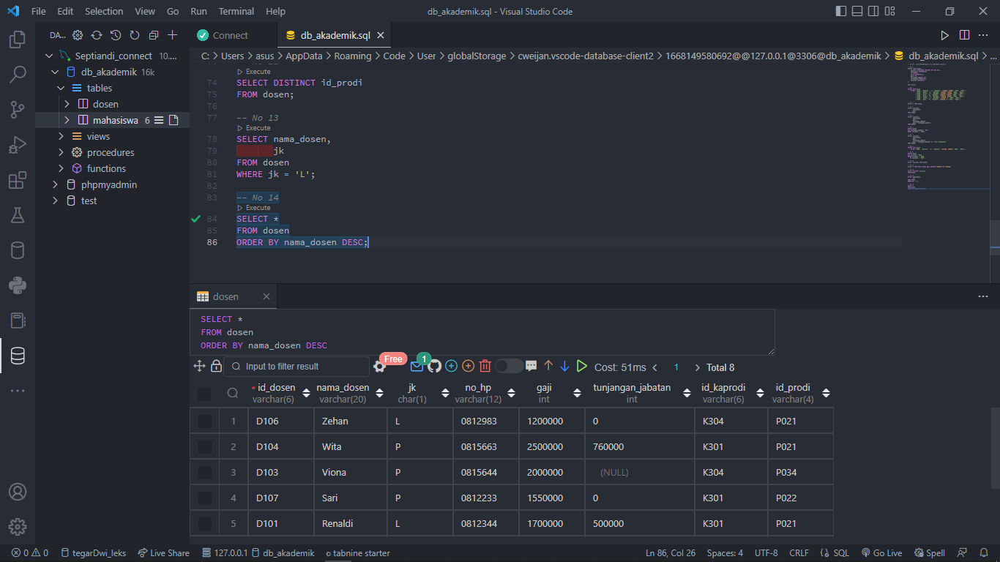 File Edit Selection View Go Run Terminal Help
db_akademik.sql - Visual Studio Code
DA...
Connect
db_akademik.sql
C: > Users > asus > AppData > Roaming > Code > User > globalStorage > cweijan.vscode-database-client2 > 1668149580692@@127.0.0.1@3306@db_akademik > db_akademik.sql > ...
Septiandi_connect 10....
db_akademik 16k
tables
dosen
mahasiswa 6
views
procedures
functions
phpmyadmin
test
Execute
74 SELECT DISTINCT id_prodi
75 FROM dosen;
76
77 -- No 13
Execute
78 SELECT nama_dosen,
79 jk
80 FROM dosen
81 WHERE jk = 'L';
82
83 -- No 14
Execute
84 SELECT *
85 FROM dosen
86 ORDER BY nama_dosen DESC;
dosen
SELECT *
FROM dosen
ORDER BY nama_dosen DESC
Input to filter result
Free
1
Cost: 51ms < 1 > Total 8
* id_dosen nama_dosen jk no_hp gaji tunjangan_jabatan id_kaprodi id_prodi
varchar(6) varchar(20) char(1) varchar(12) int int varchar(6) varchar(4)
1 D106 Zehan L 0812983 1200000 0 K304 P021
2 D104 Wita P 0815663 2500000 760000 K301 P021
3 D103 Viona P 0815644 2000000 (NULL) K304 P034
4 D107 Sari P 0812233 1550000 0 K301 P022
5 D101 Renaldi L 0812344 1700000 500000 K301 P021
0 0 tegarDwi_leks Live Share 127.0.0.1 db_akademik tabnine starter
Ln 86, Col 26 Spaces: 4 UTF-8 CRLF SQL Go Live Spell